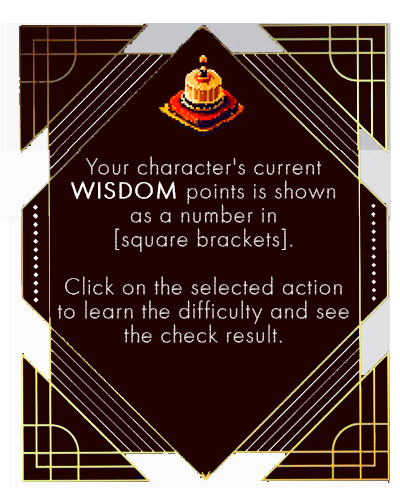 Your character's current
WISDOM points is shown
as a number in
[square brackets].
Click on the selected action
to learn the difficulty and see
the check result.